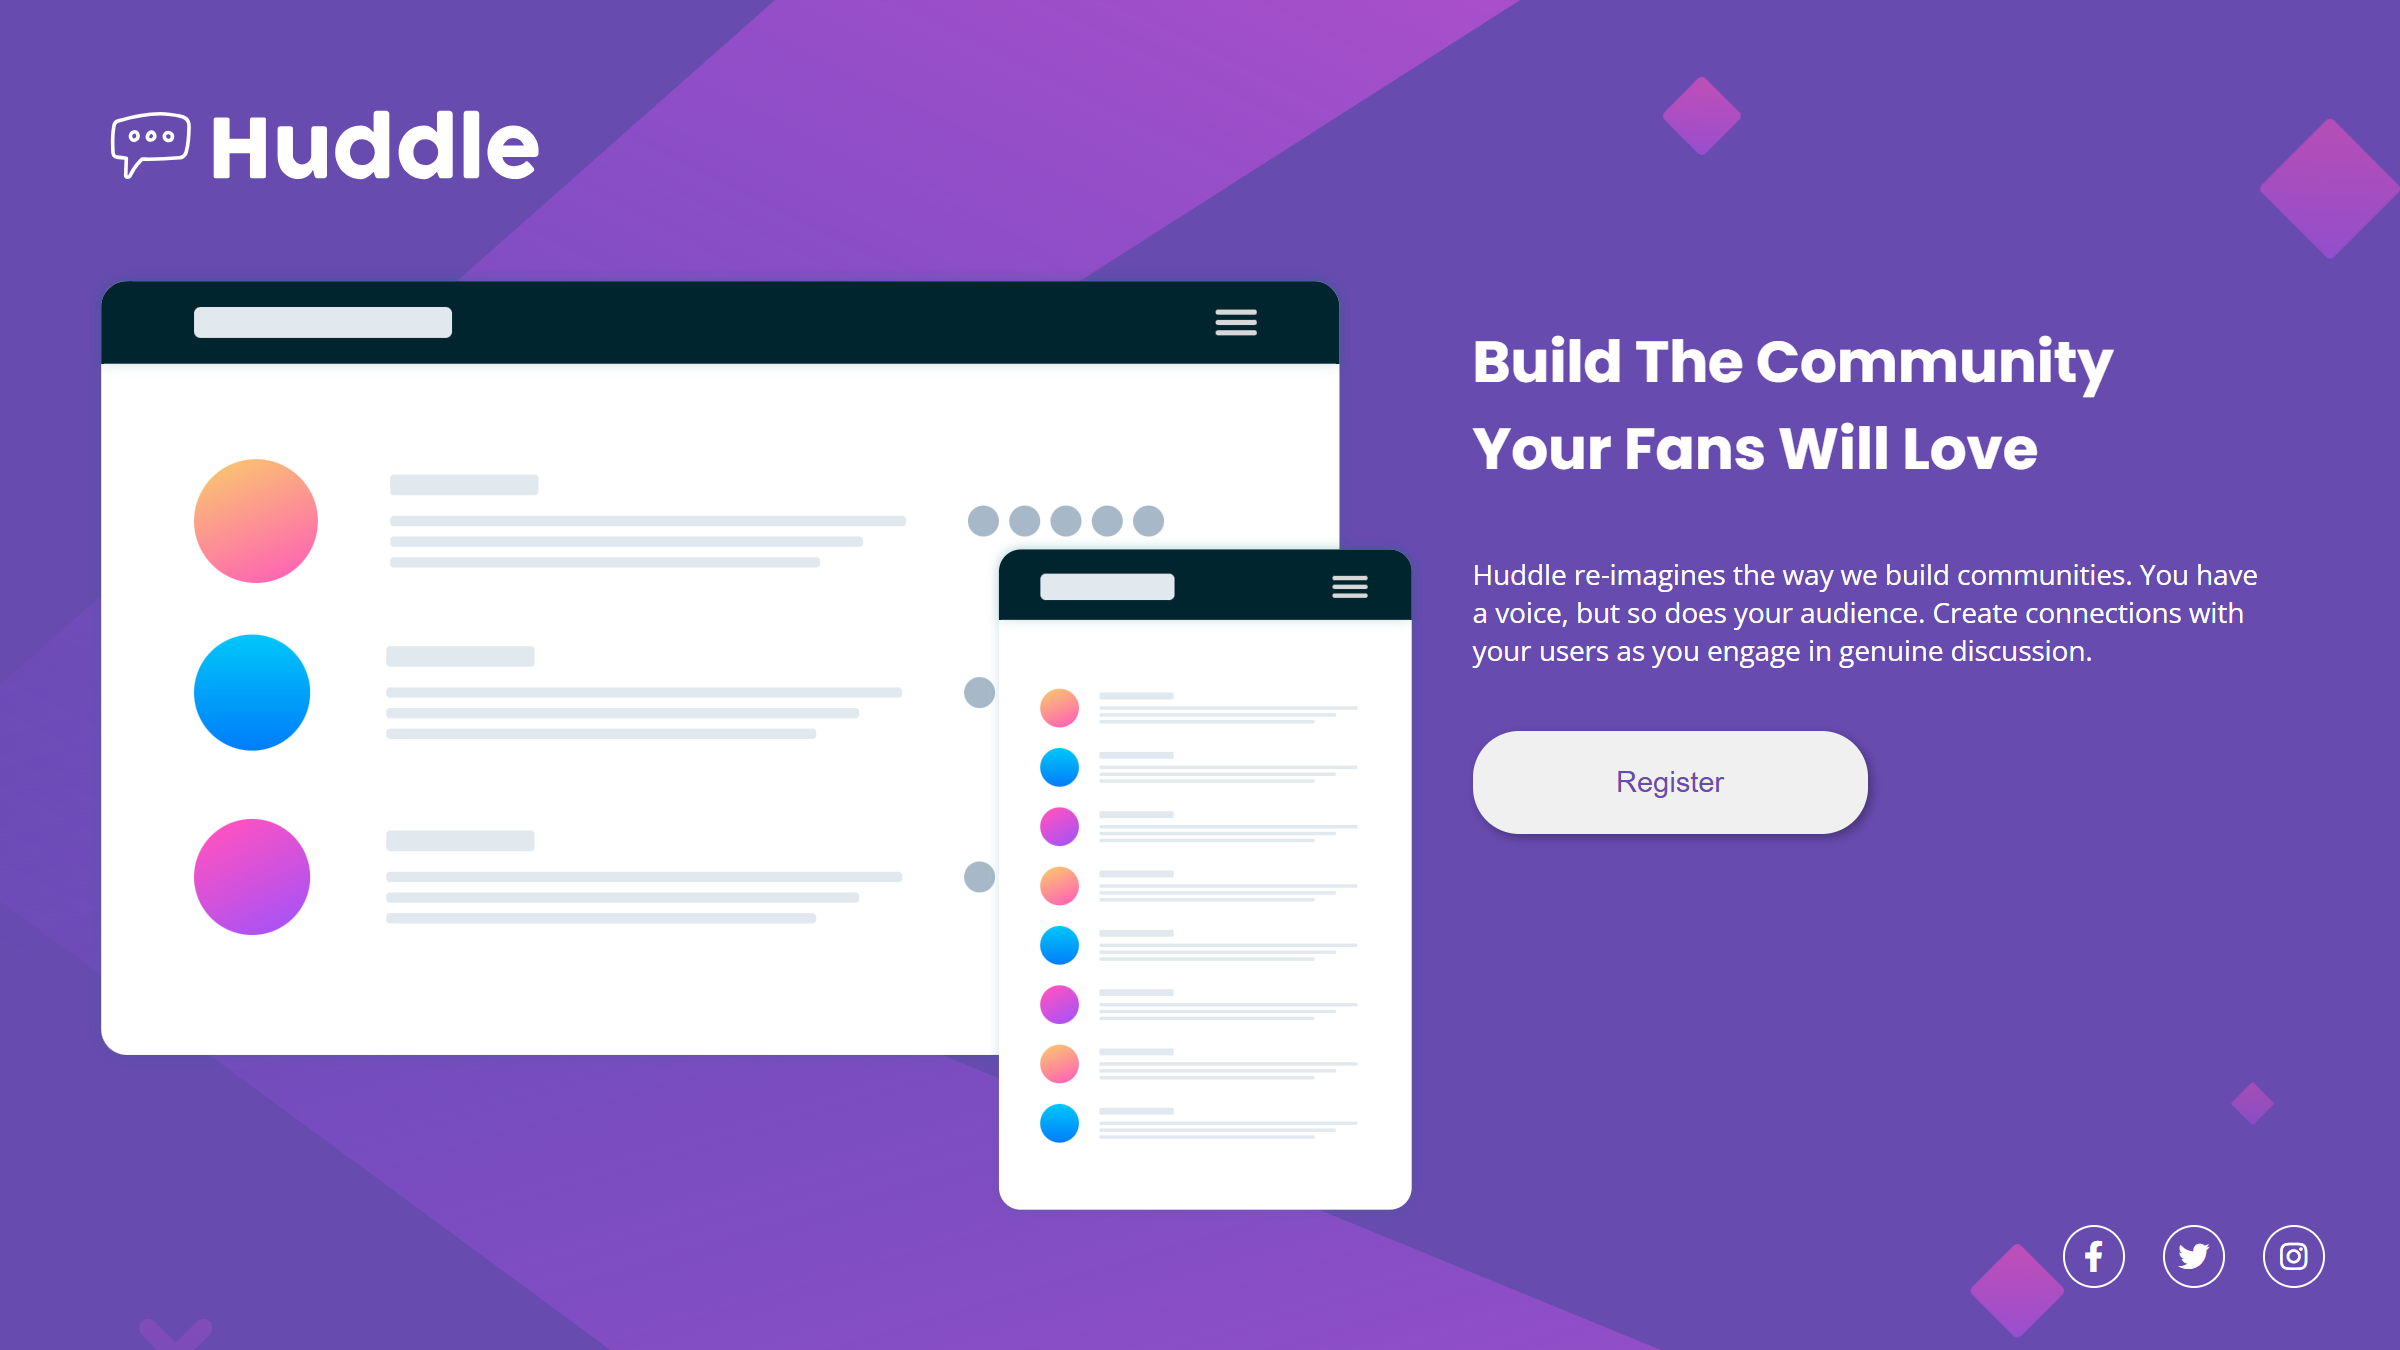 Huddle
Build The Community
Your Fans Will Love
Huddle re-imagines the way we build communities. You have
a voice, but so does your audience. Create connections with
your users as you engage in genuine discussion.
Register